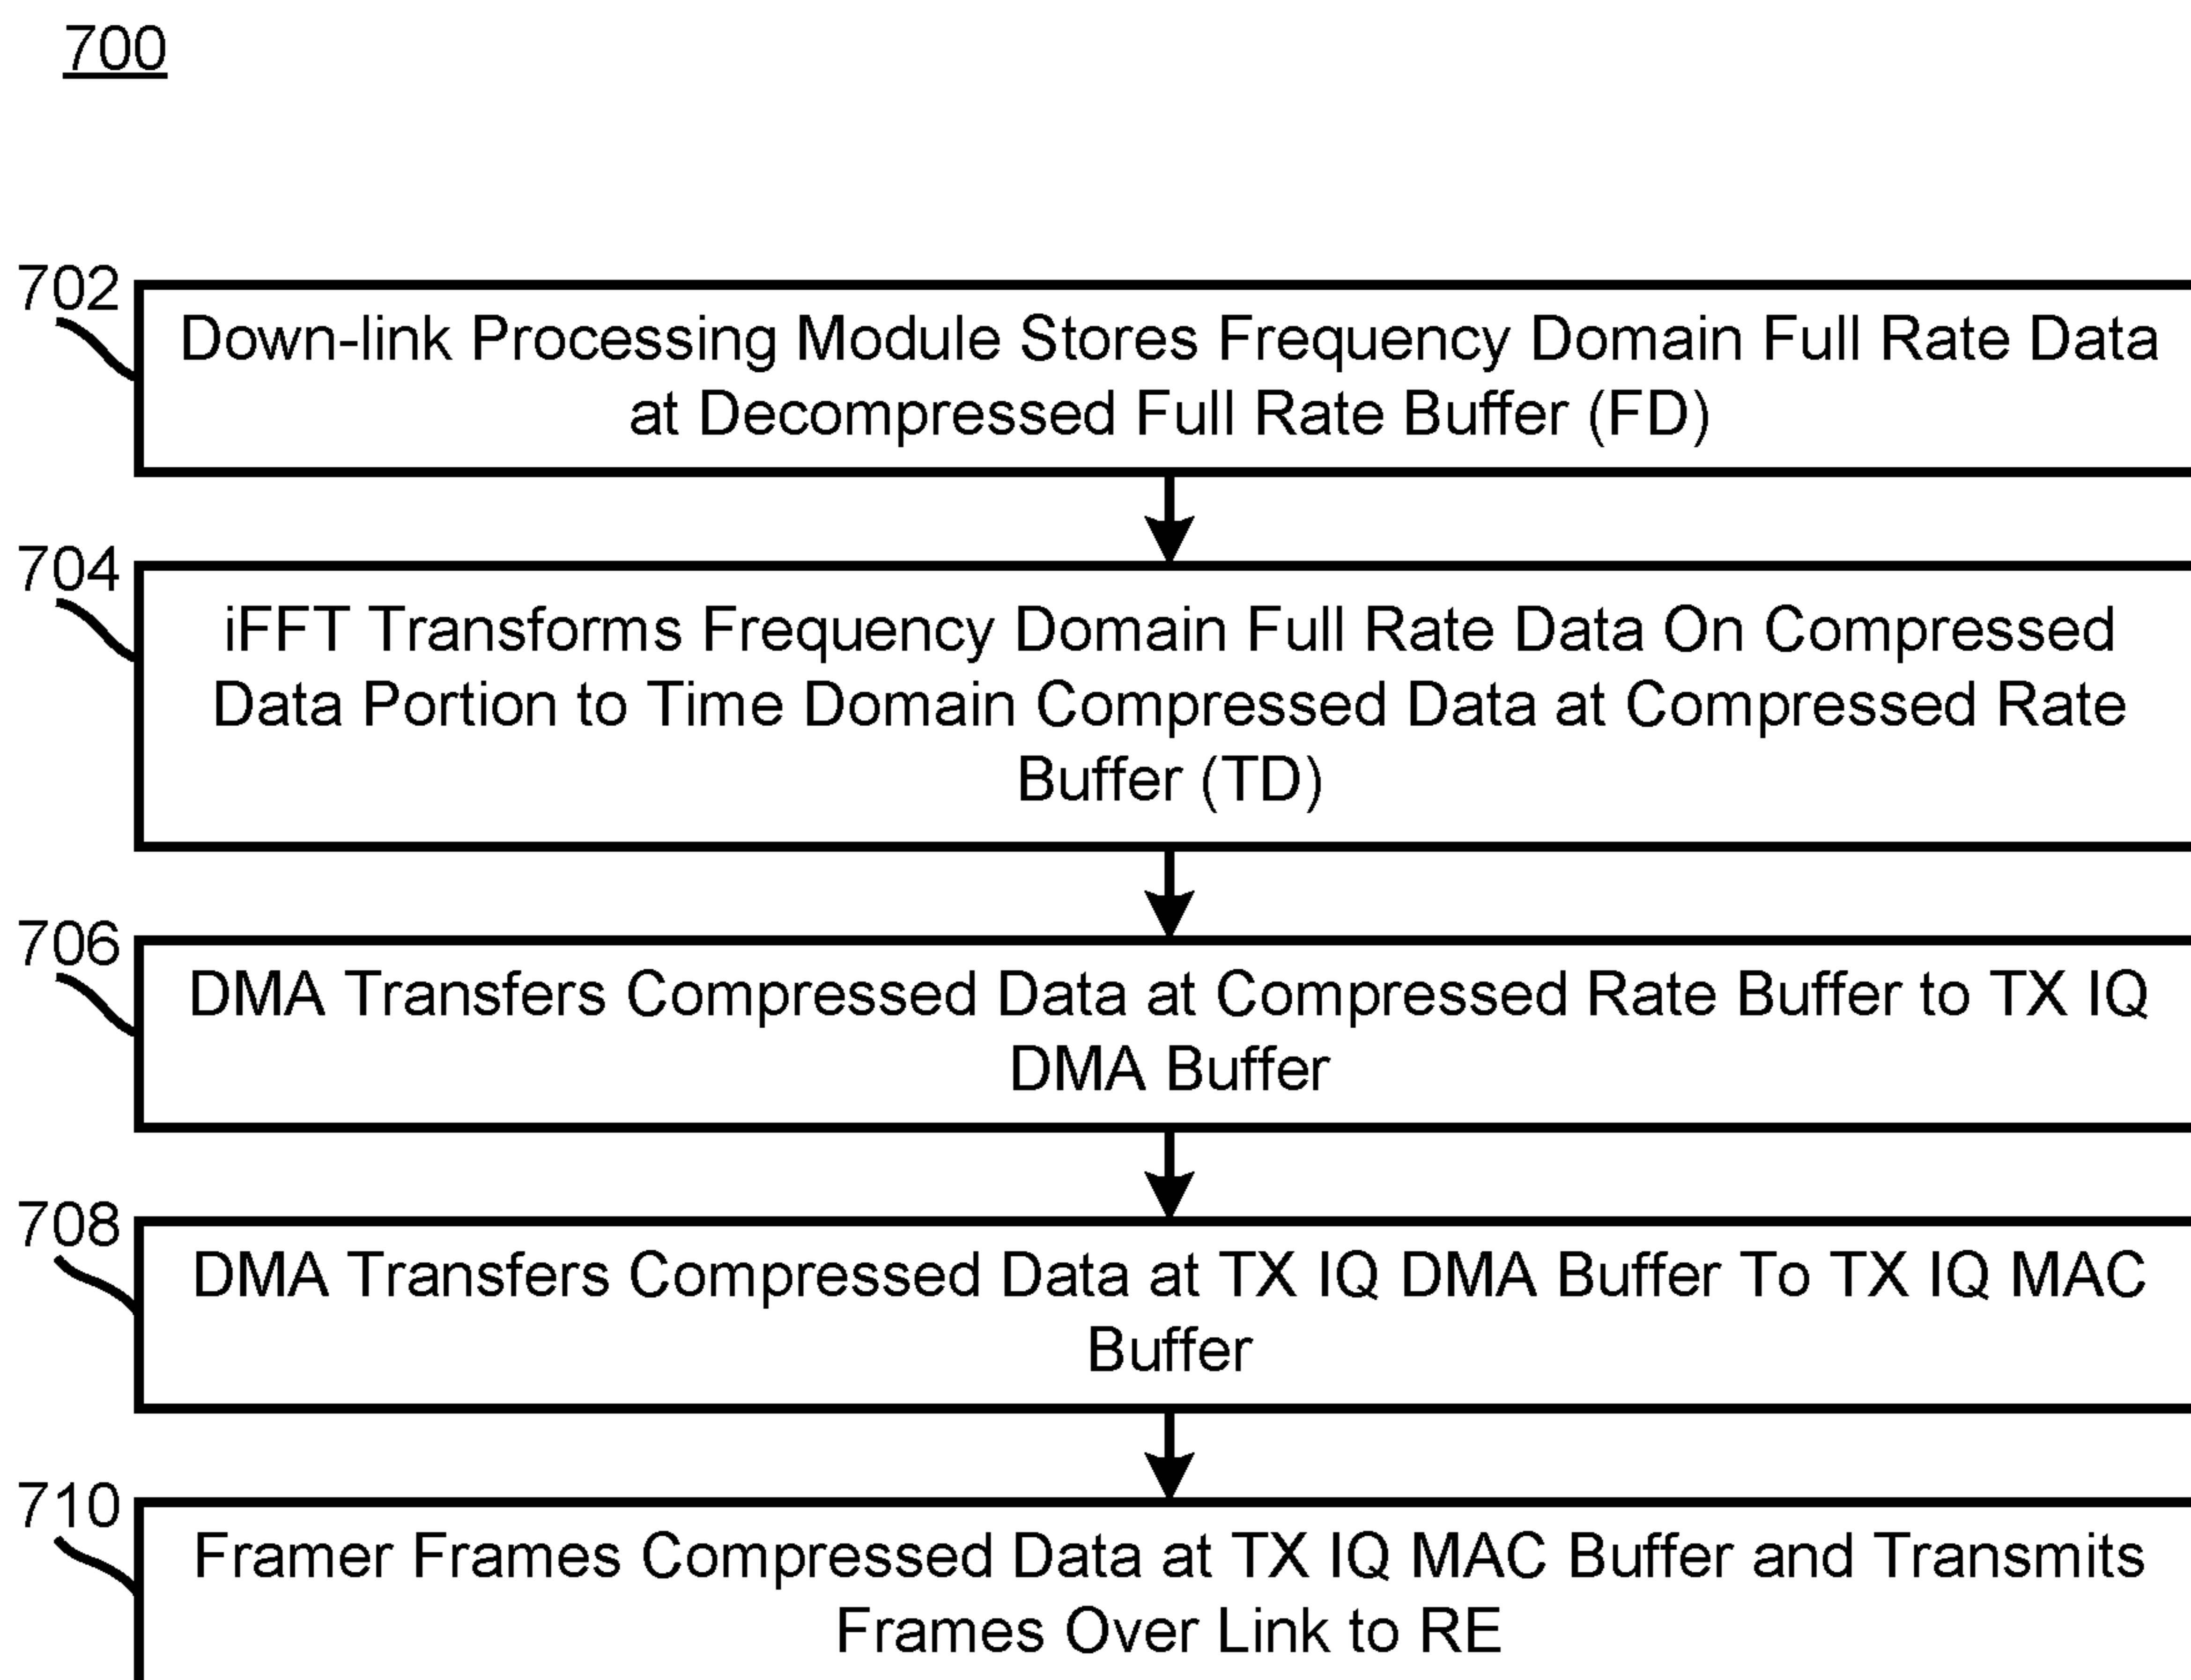 700
702
Down-link Processing Module Stores Frequency Domain Full Rate Data
at Decompressed Full Rate Buffer (FD)
704
iFFT Transforms Frequency Domain Full Rate Data On Compressed
Data Portion to Time Domain Compressed Data at Compressed Rate
Buffer (TD)
706
DMA Transfers Compressed Data at Compressed Rate Buffer to TX IQ
DMA Buffer
708
DMA Transfers Compressed Data at TX IQ DMA Buffer To TX IQ MAC
Buffer
710
Framer Frames Compressed Data at TX IQ MAC Buffer and Transmits
Frames Over Link to RE